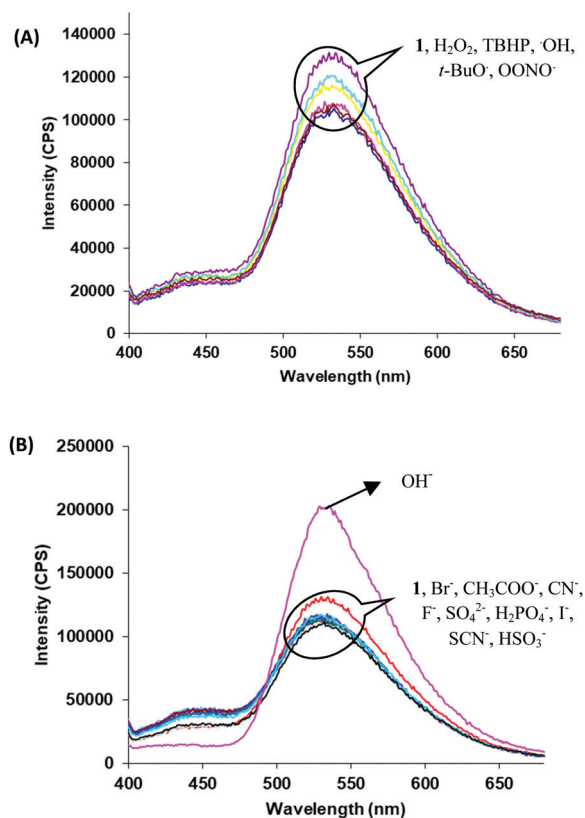 (A)
140000
120000
100000
80000
60000
40000
20000
0
Intensity (CPS)
400 450 500 550 600 650
Wavelength (nm)
1, H₂O₂, TBHP, ·OH,
t-BuO·, OONO·
(B)
250000
200000
150000
100000
50000
0
Intensity (CPS)
400 450 500 550 600 650
Wavelength (nm)
OH⁻
1, Br⁻, CH₃COO⁻, CN⁻,
F⁻, SO₄²⁻, H₂PO₄⁻, I⁻,
SCN⁻, HSO₃⁻